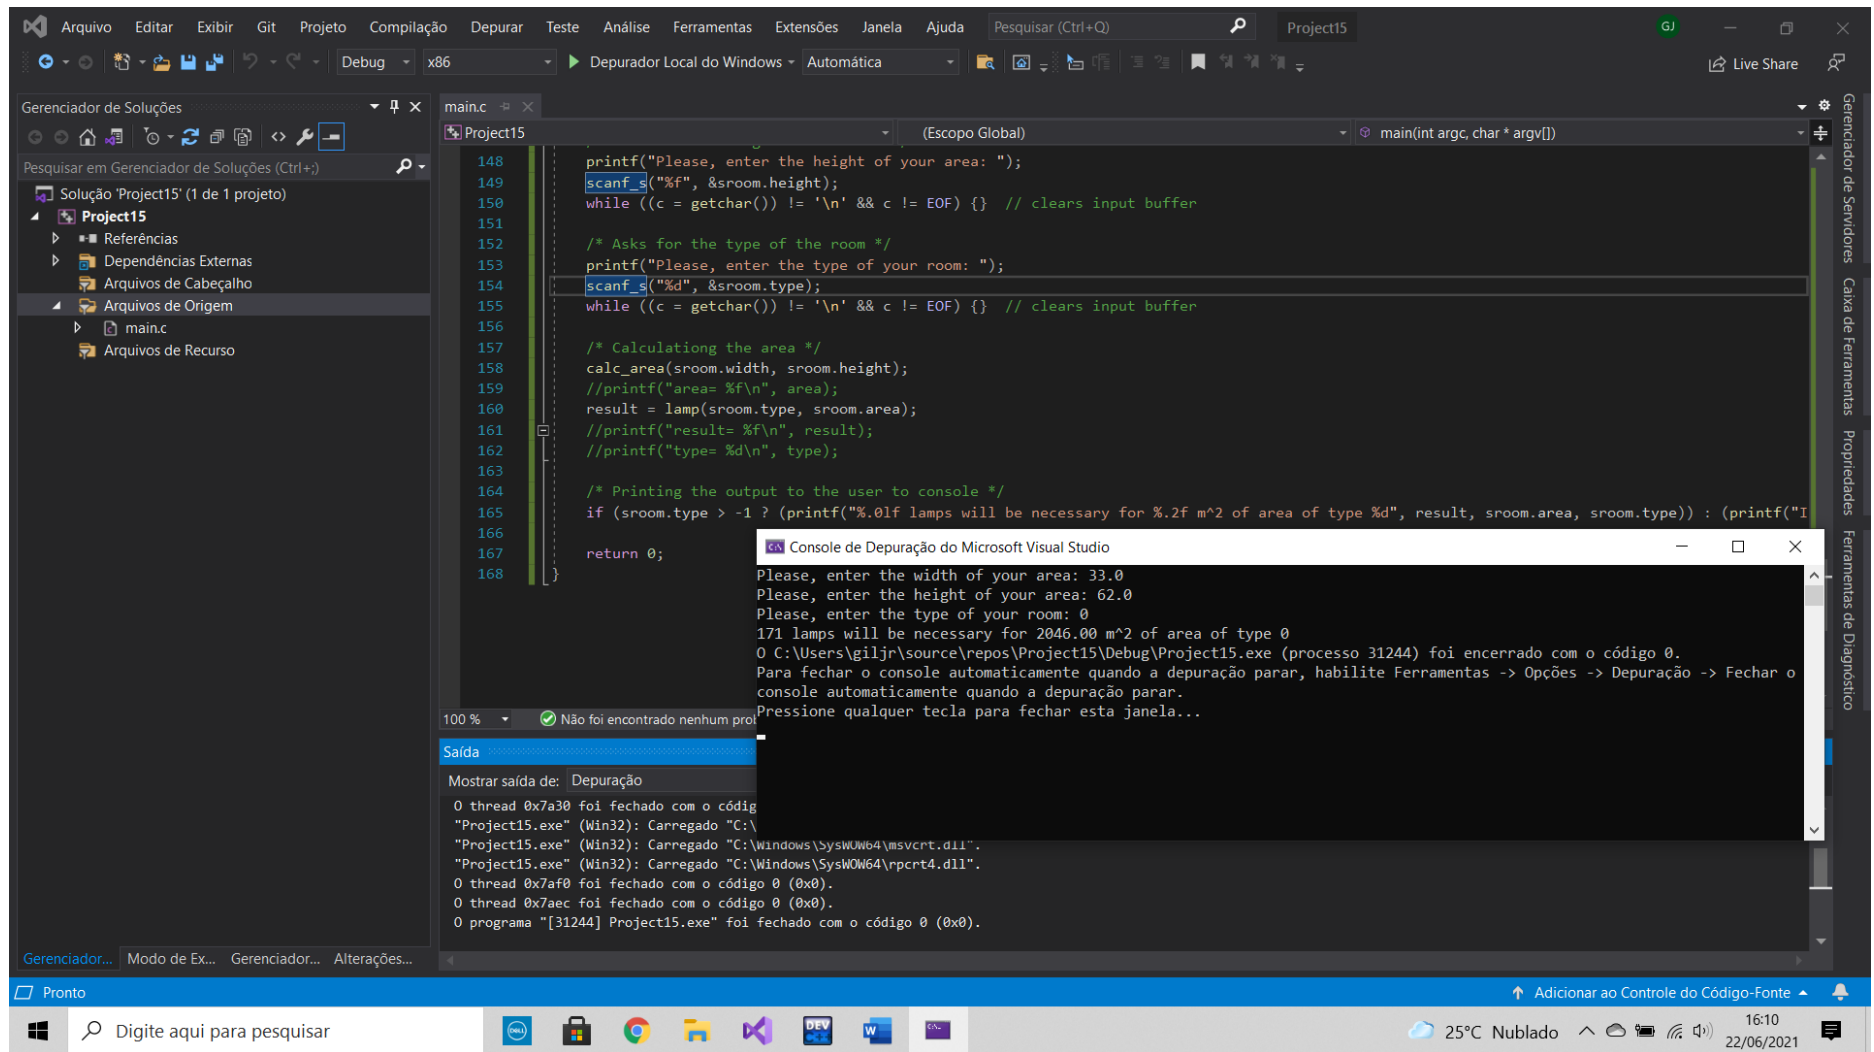 Arquivo Editar Exibir Git Projeto Compilação Depurar Teste Análise Ferramentas Extensões Janela Ajuda Pesquisar (Ctrl+Q) Project15 GJ
Debug x86 Depurador Local do Windows Automática Live Share
Gerenciador de Soluções
Pesquisar em Gerenciador de Soluções (Ctrl+;)
Solução 'Project15' (1 de 1 projeto)
Project15
Referências
Dependências Externas
Arquivos de Cabeçalho
Arquivos de Origem
main.c
Arquivos de Recurso
Gerenciador... Modo de Ex... Gerenciador... Alterações...
main.c
Project15 (Escopo Global) main(int argc, char * argv[])
148 printf("Please, enter the height of your area: ");
149 scanf_s("%f", &sroom.height);
150 while ((c = getchar()) != '\n' && c != EOF) {} // clears input buffer
151
152 /* Asks for the type of the room */
153 printf("Please, enter the type of your room: ");
154 scanf_s("%d", &sroom.type);
155 while ((c = getchar()) != '\n' && c != EOF) {} // clears input buffer
156
157 /* Calculationg the area */
158 calc_area(sroom.width, sroom.height);
159 //printf("area= %f\n", area);
160 result = lamp(sroom.type, sroom.area);
161 //printf("result= %f\n", result);
162 //printf("type= %d\n", type);
163
164 /* Printing the output to the user to console */
165 if (sroom.type > -1 ? (printf("%.0lf lamps will be necessary for %.2f m^2 of area of type %d", result, sroom.area, sroom.type)) : (printf("I
166
167 return 0;
168 }
Console de Depuração do Microsoft Visual Studio
Please, enter the width of your area: 33.0
Please, enter the height of your area: 62.0
Please, enter the type of your room: 0
171 lamps will be necessary for 2046.00 m^2 of area of type 0
O C:\Users\giljr\source\repos\Project15\Debug\Project15.exe (processo 31244) foi encerrado com o código 0.
Para fechar o console automaticamente quando a depuração parar, habilite Ferramentas -> Opções -> Depuração -> Fechar o
console automaticamente quando a depuração parar.
Pressione qualquer tecla para fechar esta janela...
100 % Não foi encontrado nenhum prob
Saída
Mostrar saída de: Depuração
O thread 0x7a30 foi fechado com o códig
"Project15.exe" (Win32): Carregado "C:\
"Project15.exe" (Win32): Carregado "C:\Windows\SysWOW64\msvcrt.dll".
"Project15.exe" (Win32): Carregado "C:\Windows\SysWOW64\rpcrt4.dll".
O thread 0x7af0 foi fechado com o código 0 (0x0).
O thread 0x7aec foi fechado com o código 0 (0x0).
O programa "[31244] Project15.exe" foi fechado com o código 0 (0x0).
Gerenciador de Servidores
Caixa de Ferramentas
Propriedades
Ferramentas de Diagnóstico
Pronto Adicionar ao Controle do Código-Fonte
Digite aqui para pesquisar DELL DEV W C:\. 25°C Nublado 16:10
22/06/2021